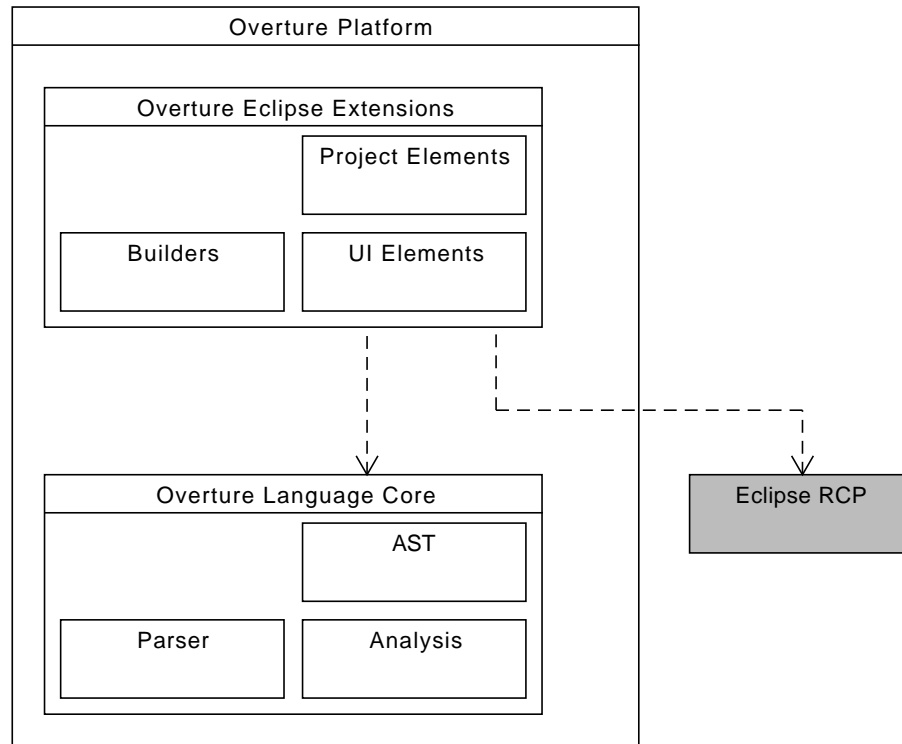 Overture Platform
Overture Eclipse Extensions
Project Elements
Builders
UI Elements
Overture Language Core
Eclipse RCP
AST
Parser
Analysis